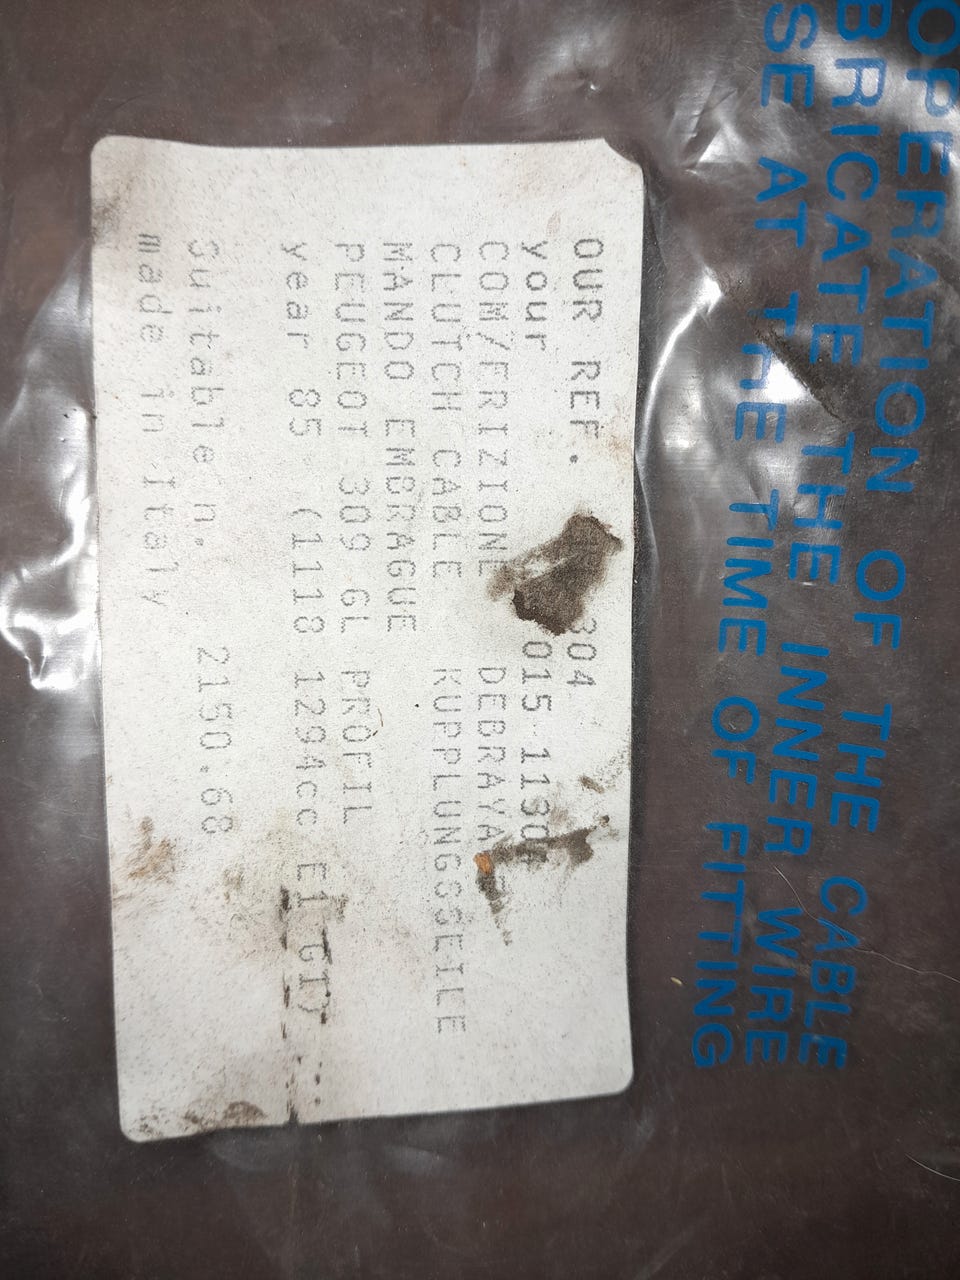 OPERATION OF THE CABLE
BRICATE THE INNER WIRE
SE AT THE TIME OF FITTING
OUR REF. 304
your 015 1130
COM/FRIZIONE DEBRAYA
CLUTCH CABLE KUPPLUNGSSEILE
MANDO EMBRAGUE
PEUGEOT 309 GL PROFIL
year 85 (1118 1294cc E1 GTY
Suitable n. 2150.68
made in Italy